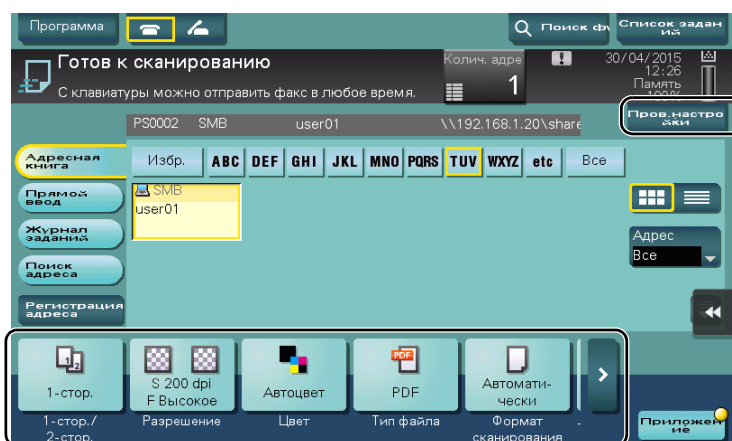 Программа
Поиск фу
Список задан
ий
Готов к сканированию
С клавиатуры можно отправить факс в любое время.
Колич. адре
1
30/04/2015
12:26
Память
100%
PS0002 SMB user01 \\192.168.1.20\share
Пров.настро
йки
Адресная
книга
Избр. ABC DEF GHI JKL MNO PQRS TUV WXYZ etc Все
Прямой
ввод
SMB
user01
Журнал
заданий
Адрес
Все
Поиск
адреса
Регистрация
адреса
1-стор.
S 200 dpi
F Высокое
Автоцвет
PDF
PDF
Автомати-
чески
1-стор./
2-стор.
Разрешение
Цвет
Тип файла
Формат
сканирования
Приложен
ие